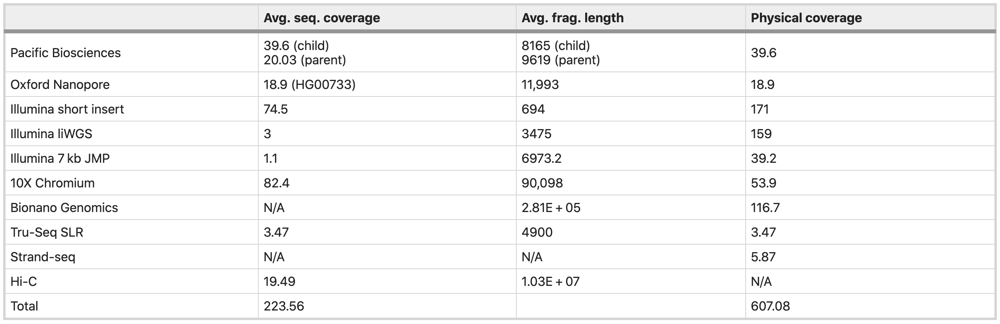 Avg. seq. coverage Avg. frag. length Physical coverage
Pacific Biosciences 39.6 (child) 8165 (child) 39.6
20.03 (parent) 9619 (parent)
Oxford Nanopore 18.9 (HG00733) 11,993 18.9
Illumina short insert 74.5 694 171
Illumina liWGS 3 3475 159
Illumina 7 kb JMP 1.1 6973.2 39.2
10X Chromium 82.4 90,098 53.9
Bionano Genomics N/A 2.81E + 05 116.7
Tru-Seq SLR 3.47 4900 3.47
Strand-seq N/A N/A 5.87
Hi-C 19.49 1.03E + 07 N/A
Total 223.56 607.08